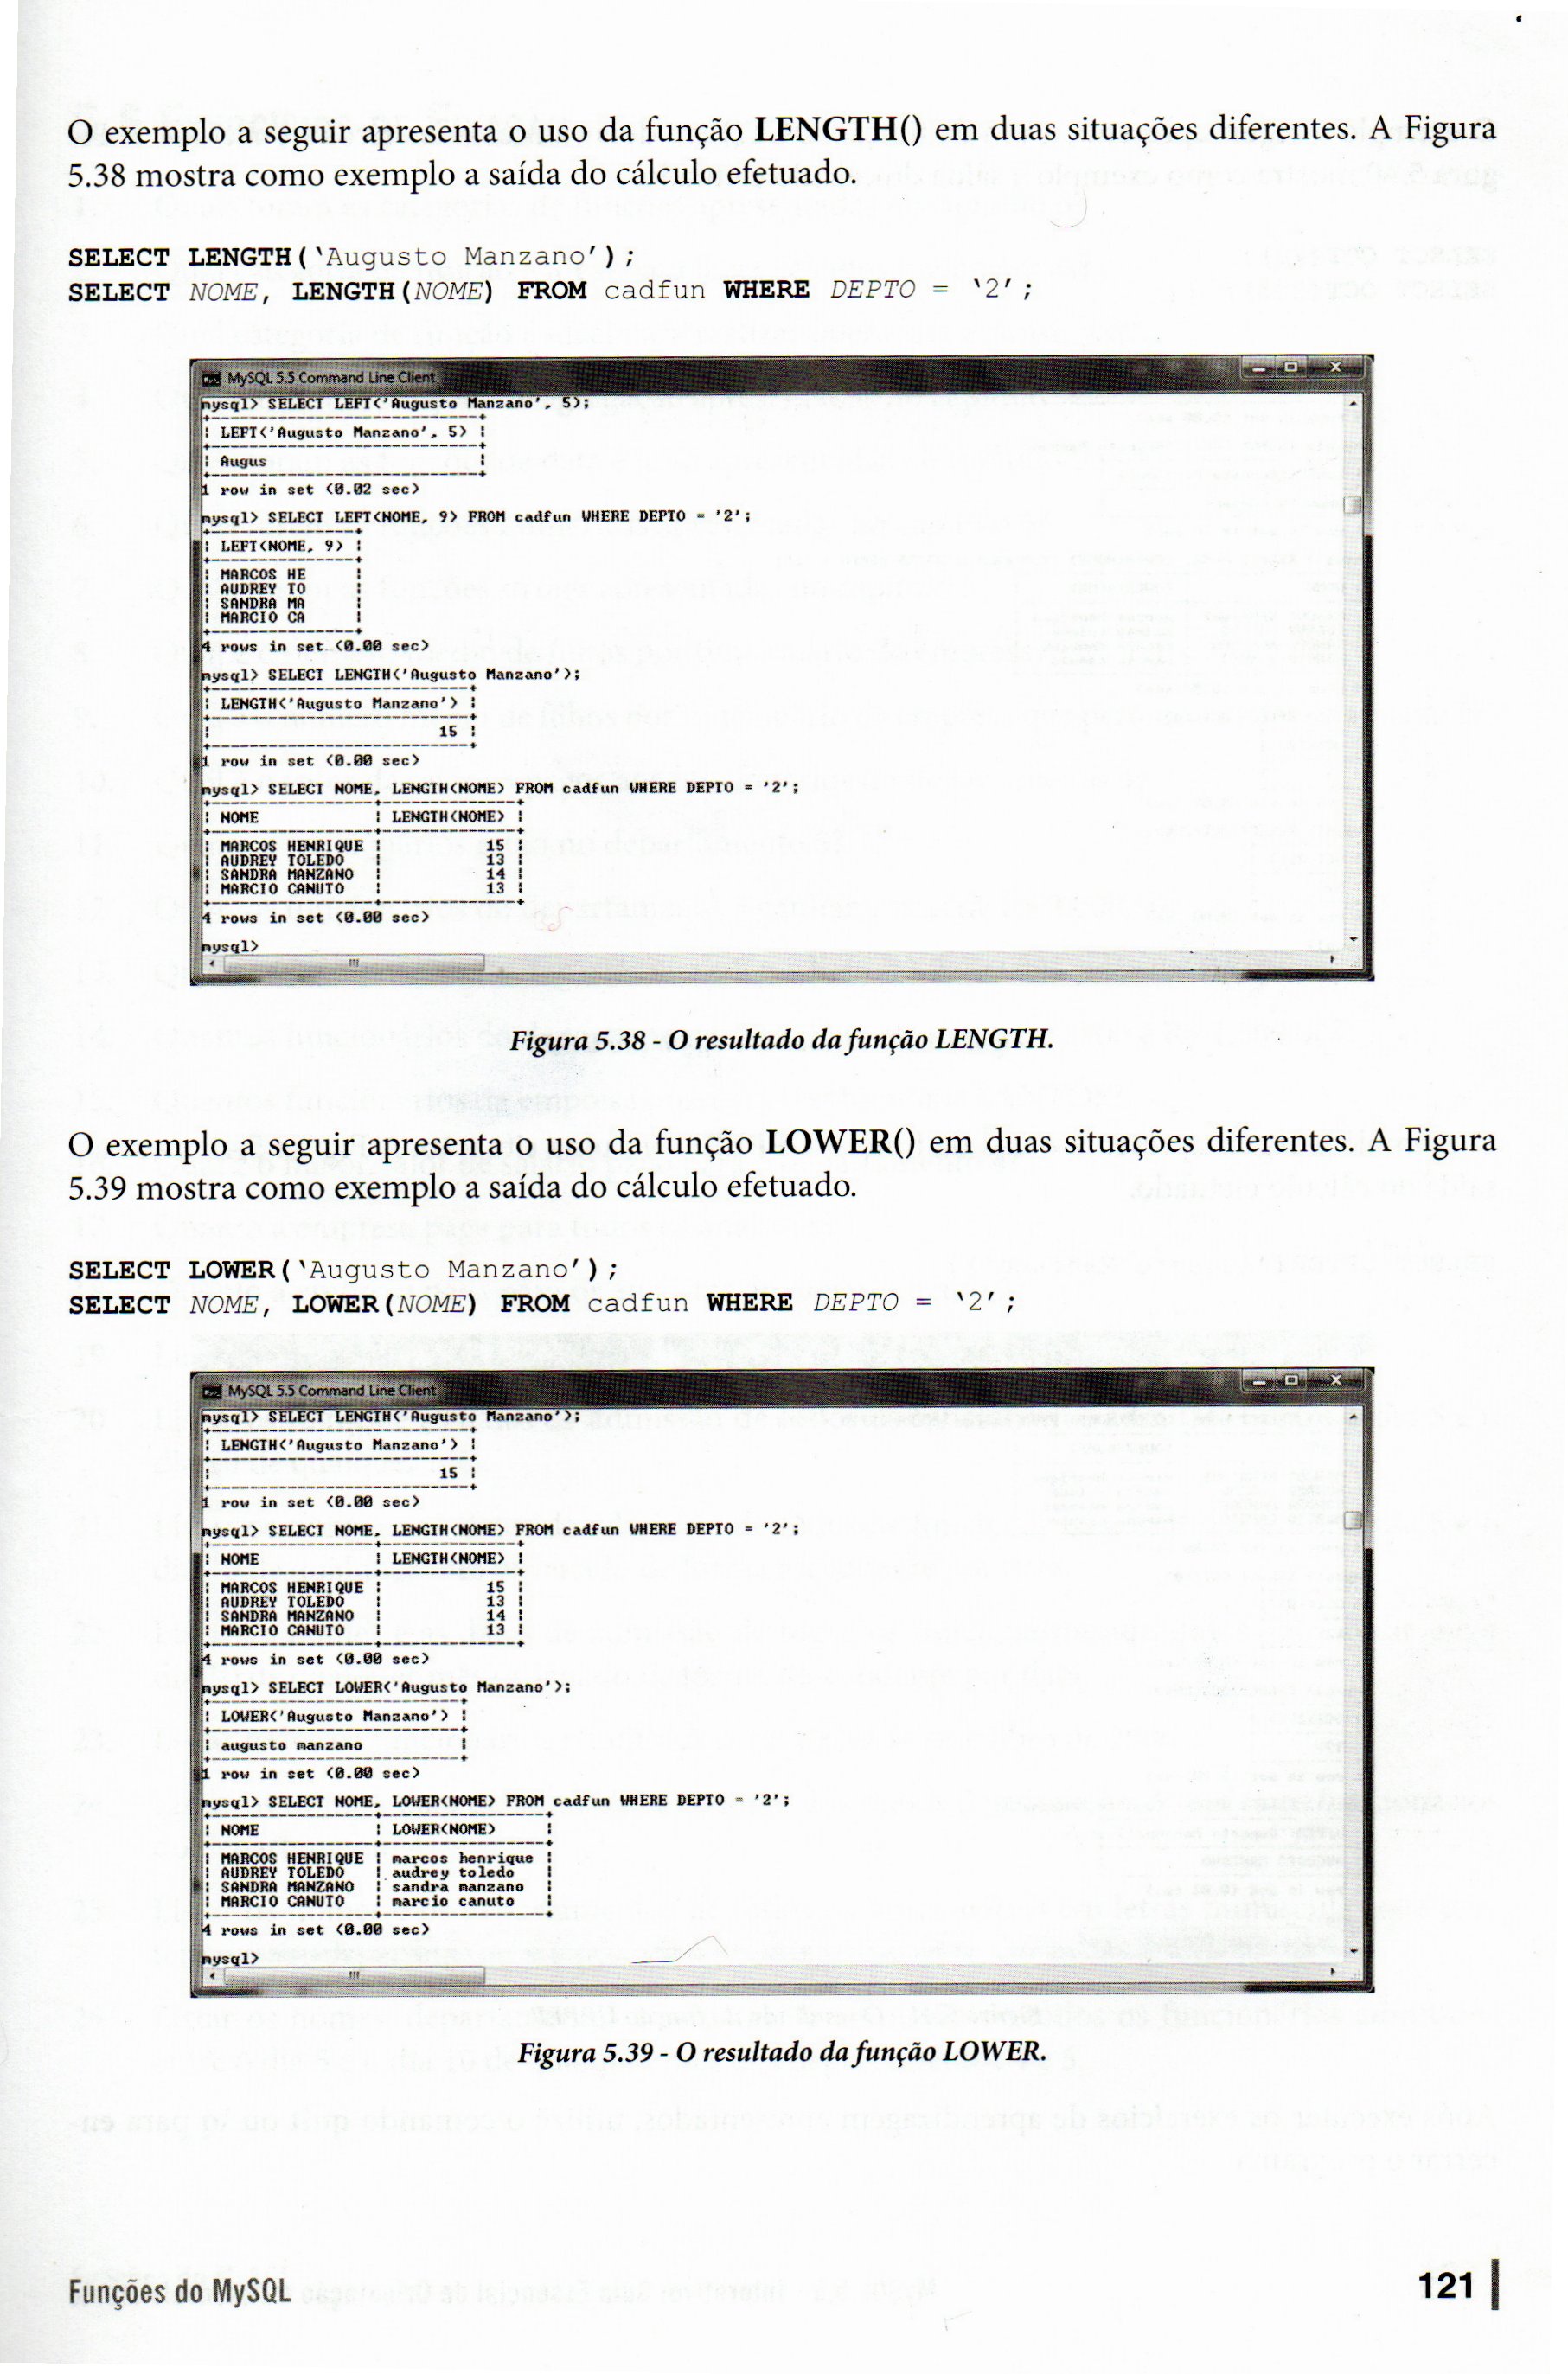 O exemplo a seguir apresenta o uso da função LENGTH() em duas situações diferentes. A Figura
5.38 mostra como exemplo a saída do cálculo efetuado.
SELECT LENGTH(‘Augusto Manzano’);
SELECT NOME, LENGTH(NOME) FROM cadfun WHERE DEPTO = ‘2’;
MySQL 5.5 Command Line Client
mysql> SELECT LEFT('Augusto Manzano', 5);
+----------------------------+
| LEFT('Augusto Manzano', 5) |
+----------------------------+
| Augus                      |
+----------------------------+
1 row in set (0.02 sec)
mysql> SELECT LEFT(NOME, 9) FROM cadfun WHERE DEPTO = '2';
+---------------+
| LEFT(NOME, 9) |
+---------------+
| MARCOS HE     |
| AUDREY TO     |
| SANDRA MA     |
| MARCIO CA     |
+---------------+
4 rows in set (0.00 sec)
mysql> SELECT LENGTH('Augusto Manzano');
+---------------------------+
| LENGTH('Augusto Manzano') |
+---------------------------+
|                        15 |
+---------------------------+
1 row in set (0.00 sec)
mysql> SELECT NOME, LENGTH(NOME) FROM cadfun WHERE DEPTO = '2';
+-----------------+--------------+
| NOME            | LENGTH(NOME) |
+-----------------+--------------+
| MARCOS HENRIQUE |           15 |
| AUDREY TOLEDO   |           13 |
| SANDRA MANZANO  |           14 |
| MARCIO CANUTO   |           13 |
+-----------------+--------------+
4 rows in set (0.00 sec)
mysql>
Figura 5.38 - O resultado da função LENGTH.
O exemplo a seguir apresenta o uso da função LOWER() em duas situações diferentes. A Figura
5.39 mostra como exemplo a saída do cálculo efetuado.
SELECT LOWER(‘Augusto Manzano’);
SELECT NOME, LOWER(NOME) FROM cadfun WHERE DEPTO = ‘2’;
MySQL 5.5 Command Line Client
mysql> SELECT LENGTH('Augusto Manzano');
+---------------------------+
| LENGTH('Augusto Manzano') |
+---------------------------+
|                        15 |
+---------------------------+
1 row in set (0.00 sec)
mysql> SELECT NOME, LENGTH(NOME) FROM cadfun WHERE DEPTO = '2';
+-----------------+--------------+
| NOME            | LENGTH(NOME) |
+-----------------+--------------+
| MARCOS HENRIQUE |           15 |
| AUDREY TOLEDO   |           13 |
| SANDRA MANZANO  |           14 |
| MARCIO CANUTO   |           13 |
+-----------------+--------------+
4 rows in set (0.00 sec)
mysql> SELECT LOWER('Augusto Manzano');
+--------------------------+
| LOWER('Augusto Manzano') |
+--------------------------+
| augusto manzano          |
+--------------------------+
1 row in set (0.00 sec)
mysql> SELECT NOME, LOWER(NOME) FROM cadfun WHERE DEPTO = '2';
+-----------------+-----------------+
| NOME            | LOWER(NOME)     |
+-----------------+-----------------+
| MARCOS HENRIQUE | marcos henrique |
| AUDREY TOLEDO   | audrey toledo   |
| SANDRA MANZANO  | sandra manzano  |
| MARCIO CANUTO   | marcio canuto   |
+-----------------+-----------------+
4 rows in set (0.00 sec)
mysql>
Figura 5.39 - O resultado da função LOWER.
Funções do MySQL 121